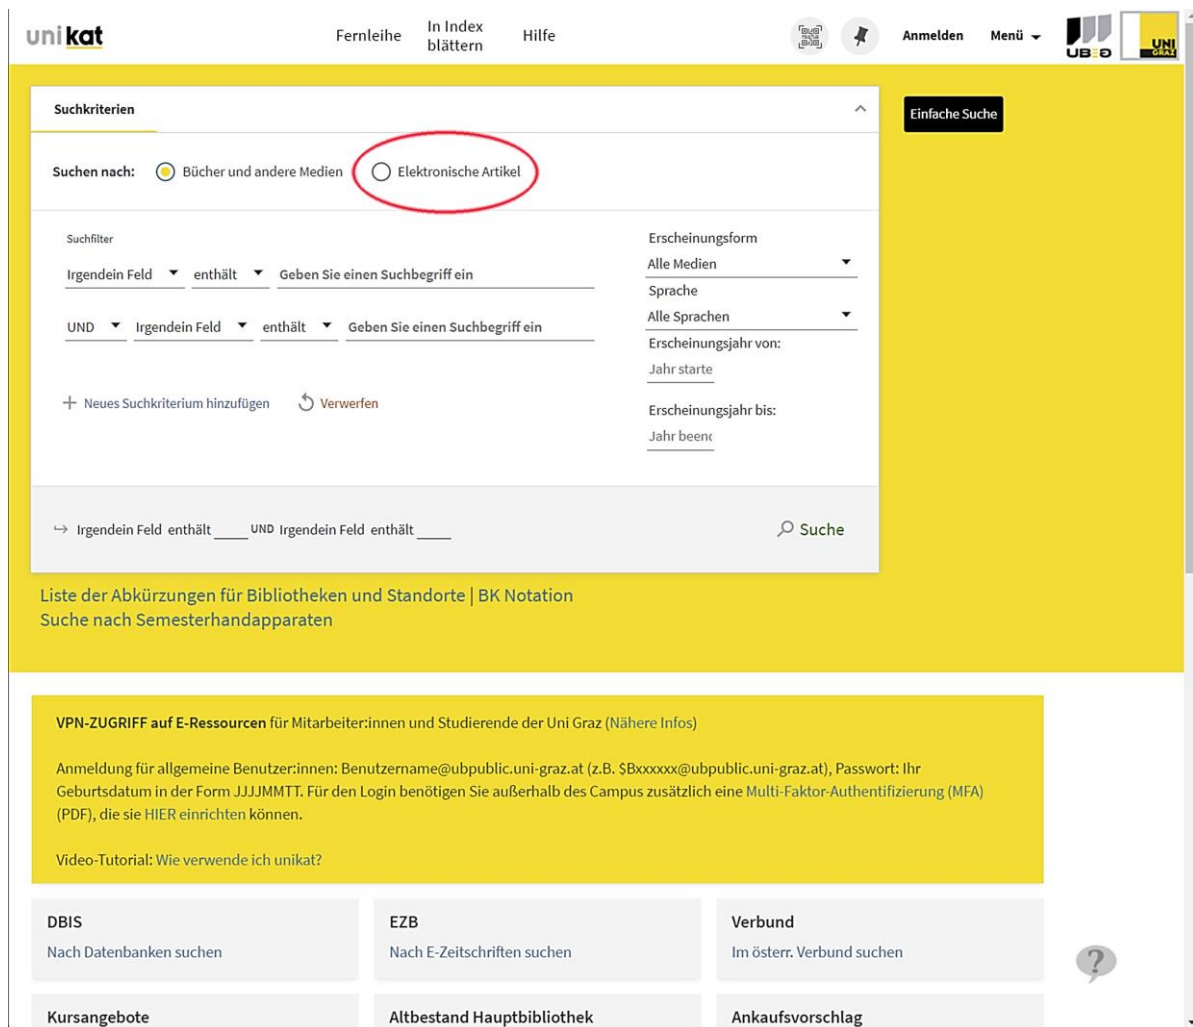 unikat
Fernleihe
In Index
blättern
Hilfe
Anmelden
Menü
UB
UNI
GRAZ
Suchkriterien
Einfache Suche
Suchen nach:
Bücher und andere Medien
Elektronische Artikel
Suchfilter
Irgendein Feld enthält Geben Sie einen Suchbegriff ein
UND Irgendein Feld enthält Geben Sie einen Suchbegriff ein
Neues Suchkriterium hinzufügen
Verwerfen
Erscheinungsform
Alle Medien
Sprache
Alle Sprachen
Erscheinungsjahr von:
Jahr starte
Erscheinungsjahr bis:
Jahr been
Irgendein Feld enthält ____ UND Irgendein Feld enthält ____
Suche
Liste der Abkürzungen für Bibliotheken und Standorte | BK Notation
Suche nach Semesterhandapparaten
VPN-ZUGRIFF auf E-Ressourcen für Mitarbeiter:innen und Studierende der Uni Graz (Nähere Infos)
Anmeldung für allgemeine Benutzer:innen: Benutzername@ubpublic.uni-graz.at (z.B. $Bxxxxxx@ubpublic.uni-graz.at), Passwort: Ihr
Geburtsdatum in der Form JJJJMMTT. Für den Login benötigen Sie außerhalb des Campus zusätzlich eine Multi-Faktor-Authentifizierung (MFA)
(PDF), die sie HIER einrichten können.
Video-Tutorial: Wie verwende ich unikat?
DBIS
Nach Datenbanken suchen
EZB
Nach E-Zeitschriften suchen
Verbund
Im österr. Verbund suchen
?
Kursangebote
Altbestand Hauptbibliothek
Ankaufsvorschlag